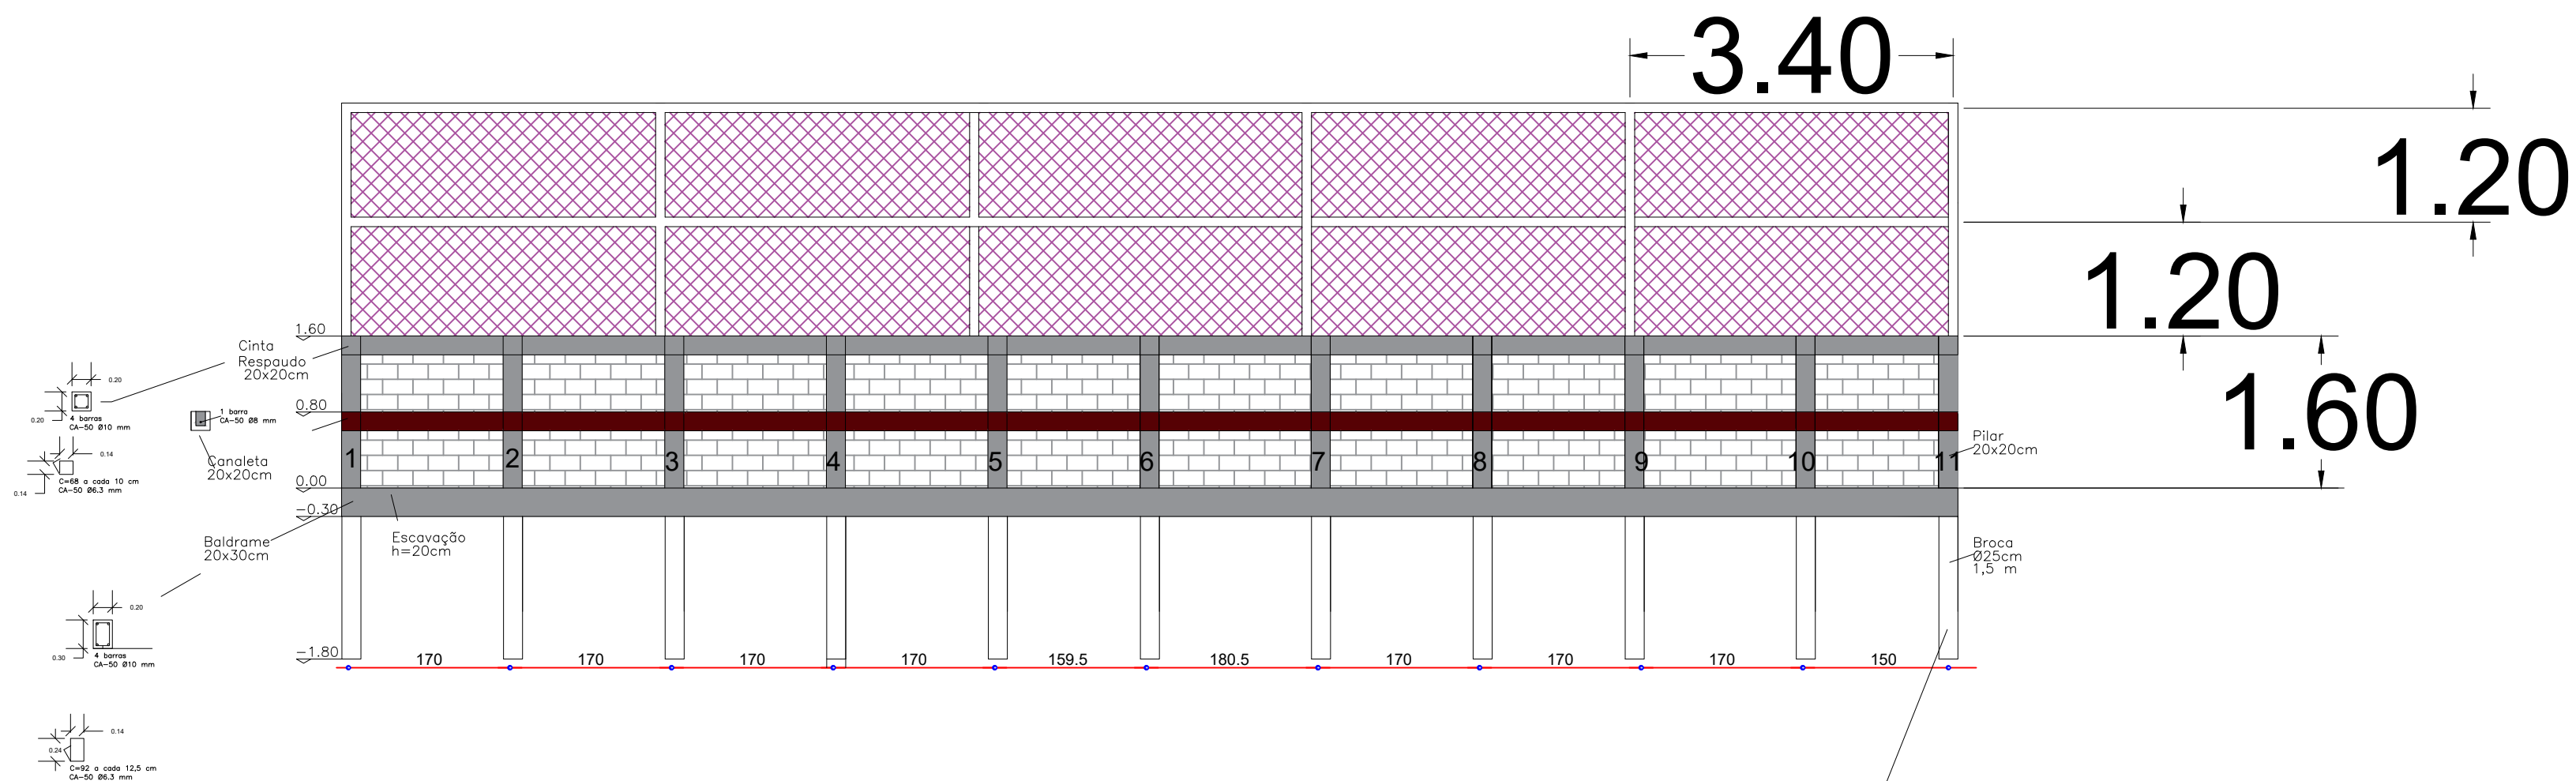 3.40
1.20
1.20
1.60
1.60
Cinta
Respaudo
20x20cm
0.20
0.20
4 barras
CA-50 Ø10 mm
1 barra
CA-50 Ø8 mm
0.80
0.14
0.14
C=68 a cada 10 cm
CA-50 Ø6.3 mm
Canaleta
20x20cm
1
2
3
4
5
6
7
8
9
10
11
Pilar
20x20cm
0.00
-0.30
Baldrame
20x30cm
Escavação
h=20cm
Broca
Ø25cm
1,5 m
0.20
0.30
4 barras
CA-50 Ø10 mm
-1.80
170
170
170
170
159.5
180.5
170
170
170
150
0.14
0.24
C=92 a cada 12,5 cm
CA-50 Ø6.3 mm